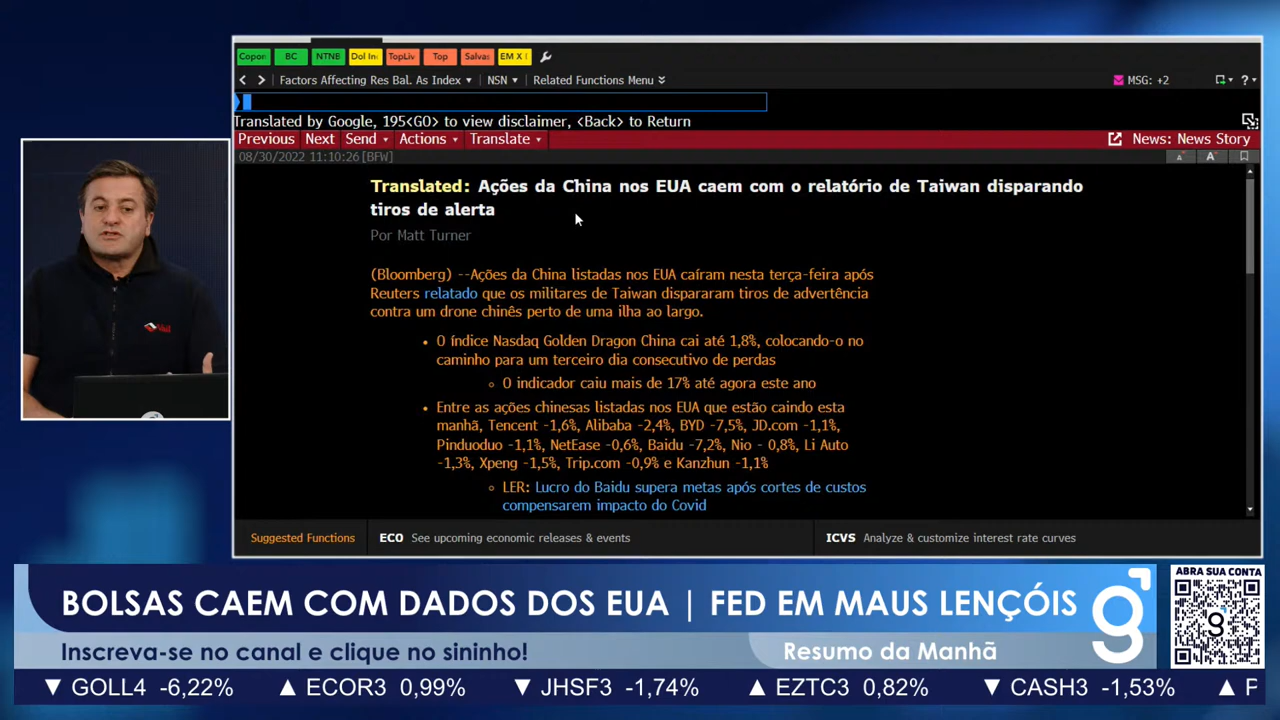 Copon
BC
NTNB
Dol In
TopLiv
Top
Salvas
EM X
Factors Affecting Res Bal. As Index
NSN
Related Functions Menu
MSG: +2
?
Translated by Google, 195<GO> to view disclaimer, <Back> to Return
Previous
Next
Send
Actions
Translate
News: News Story
08/30/2022 11:10:26 [BFW]
A
A
Translated: Ações da China nos EUA caem com o relatório de Taiwan disparando
tiros de alerta
Por Matt Turner
(Bloomberg) --Ações da China listadas nos EUA caíram nesta terça-feira após
Reuters relatado que os militares de Taiwan dispararam tiros de advertência
contra um drone chinês perto de uma ilha ao largo.
• O índice Nasdaq Golden Dragon China cai até 1,8%, colocando-o no
caminho para um terceiro dia consecutivo de perdas
O indicador caiu mais de 17% até agora este ano
• Entre as ações chinesas listadas nos EUA que estão caindo esta
manhã, Tencent -1,6%, Alibaba -2,4%, BYD -7,5%, JD.com -1,1%,
Pinduoduo -1,1%, NetEase -0,6%, Baidu -7,2%, Nio - 0,8%, Li Auto
-1,3%, Xpeng -1,5%, Trip.com -0,9% e Kanzhun -1,1%
LER: Lucro do Baidu supera metas após cortes de custos
compensarem impacto do Covid
Suggested Functions
ECO See upcoming economic releases & events
ICVS Analyze & customize interest rate curves
BOLSAS CAEM COM DADOS DOS EUA | FED EM MAUS LENÇÓIS
ABRA SUA CONTA
g
g
Inscreva-se no canal e clique no sininho!
Resumo da Manhã
▼ GOLL4 -6,22% ▲ ECOR3 0,99% ▼ JHSF3 -1,74% ▲ EZTC3 0,82% ▼ CASH3 -1,53% ▲ P